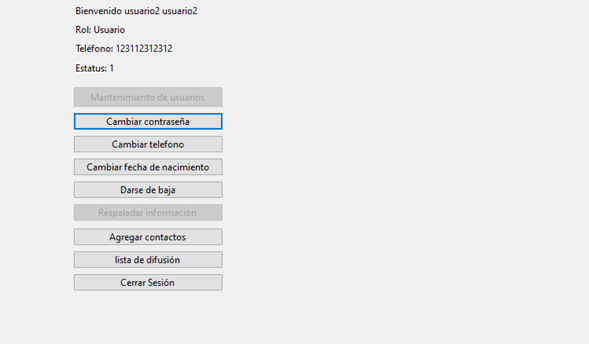 Bienvenido usuario2 usuario2
Rol: Usuario
Teléfono: 123112312312
Estatus: 1
Mantenimiento de usuarios
Cambiar contraseña
Cambiar telefono
Cambiar fecha de nacimiento
Darse de baja
Respaladar información
Agregar contactos
lista de difusión
Cerrar Sesión